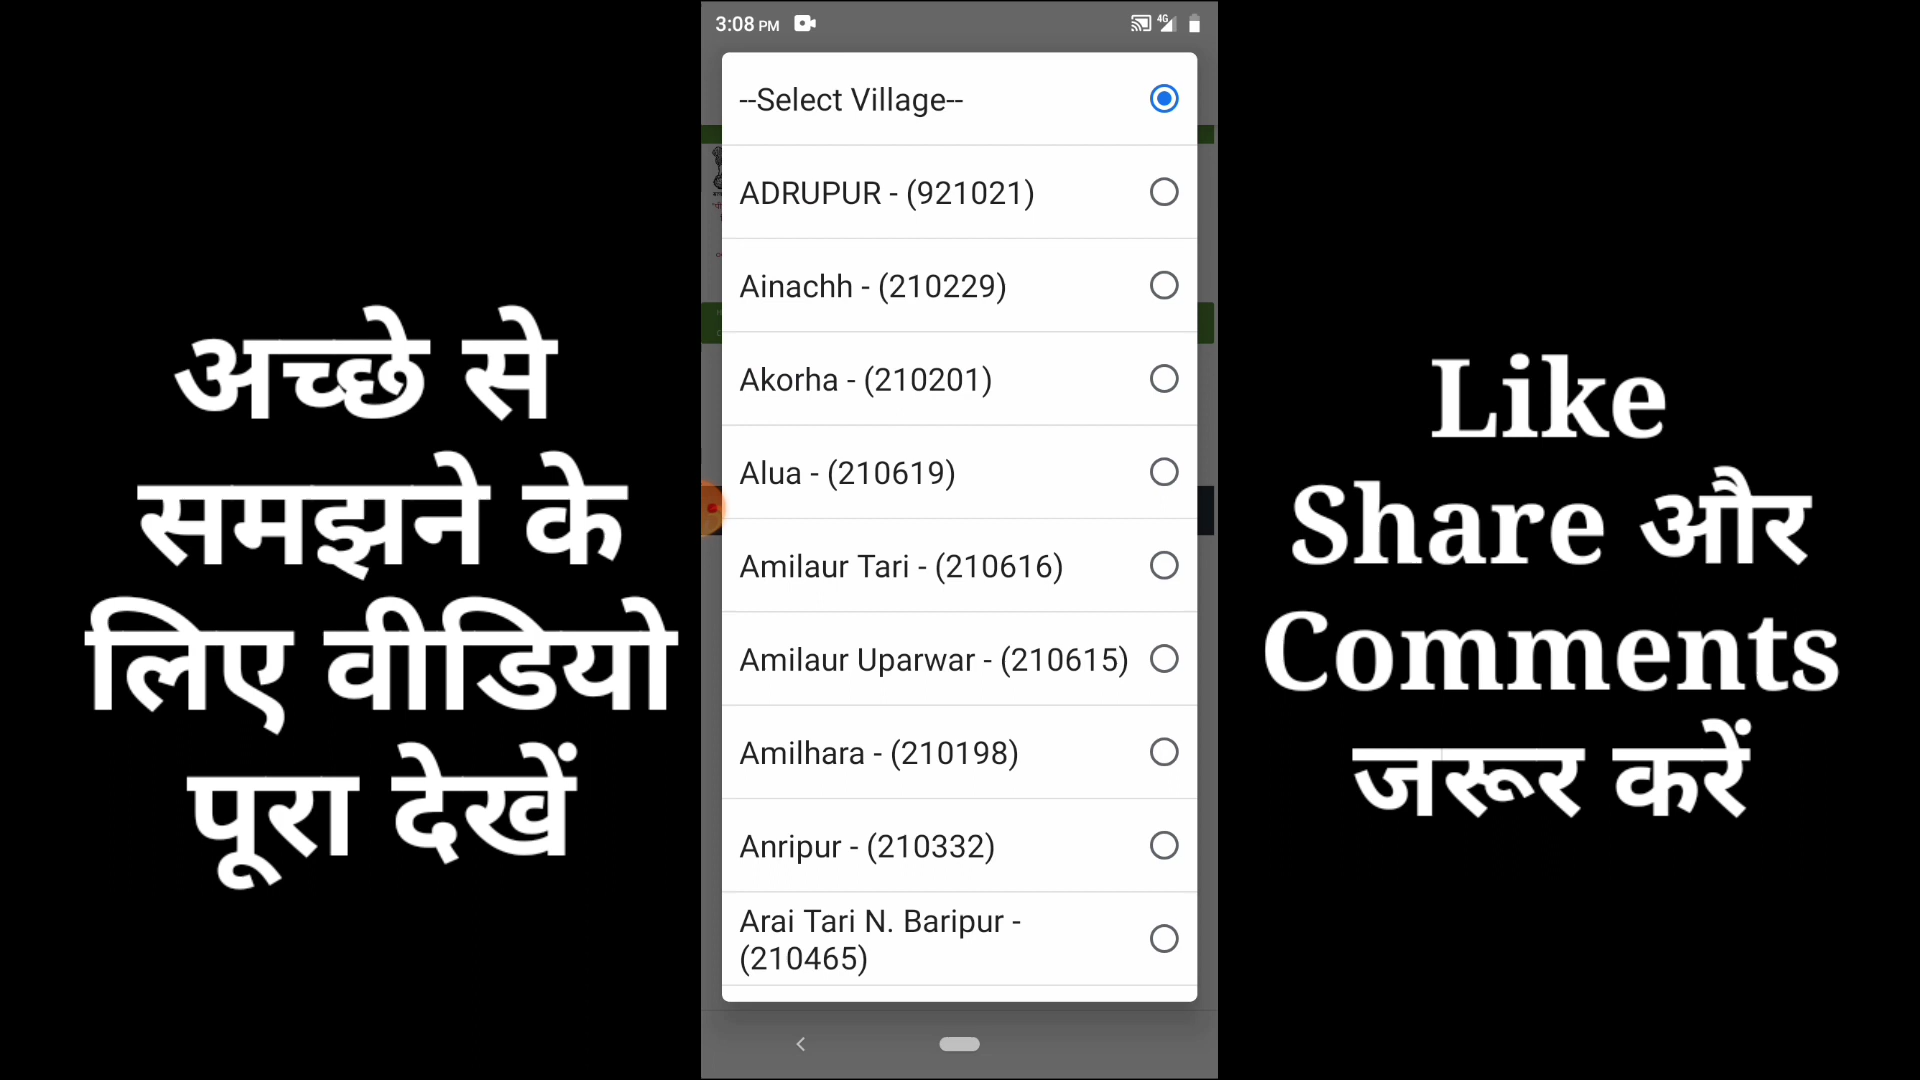 अच्छे से
समझने के
लिए वीडियो
पूरा देखें
3:08 PM
4G
--Select Village--
ADRUPUR - (921021)
Ainachh - (210229)
Akorha - (210201)
Alua - (210619)
Amilaur Tari - (210616)
Amilaur Uparwar - (210615)
Amilhara - (210198)
Anripur - (210332)
Arai Tari N. Baripur -
(210465)
Like
Share और
Comments
जरूर करें